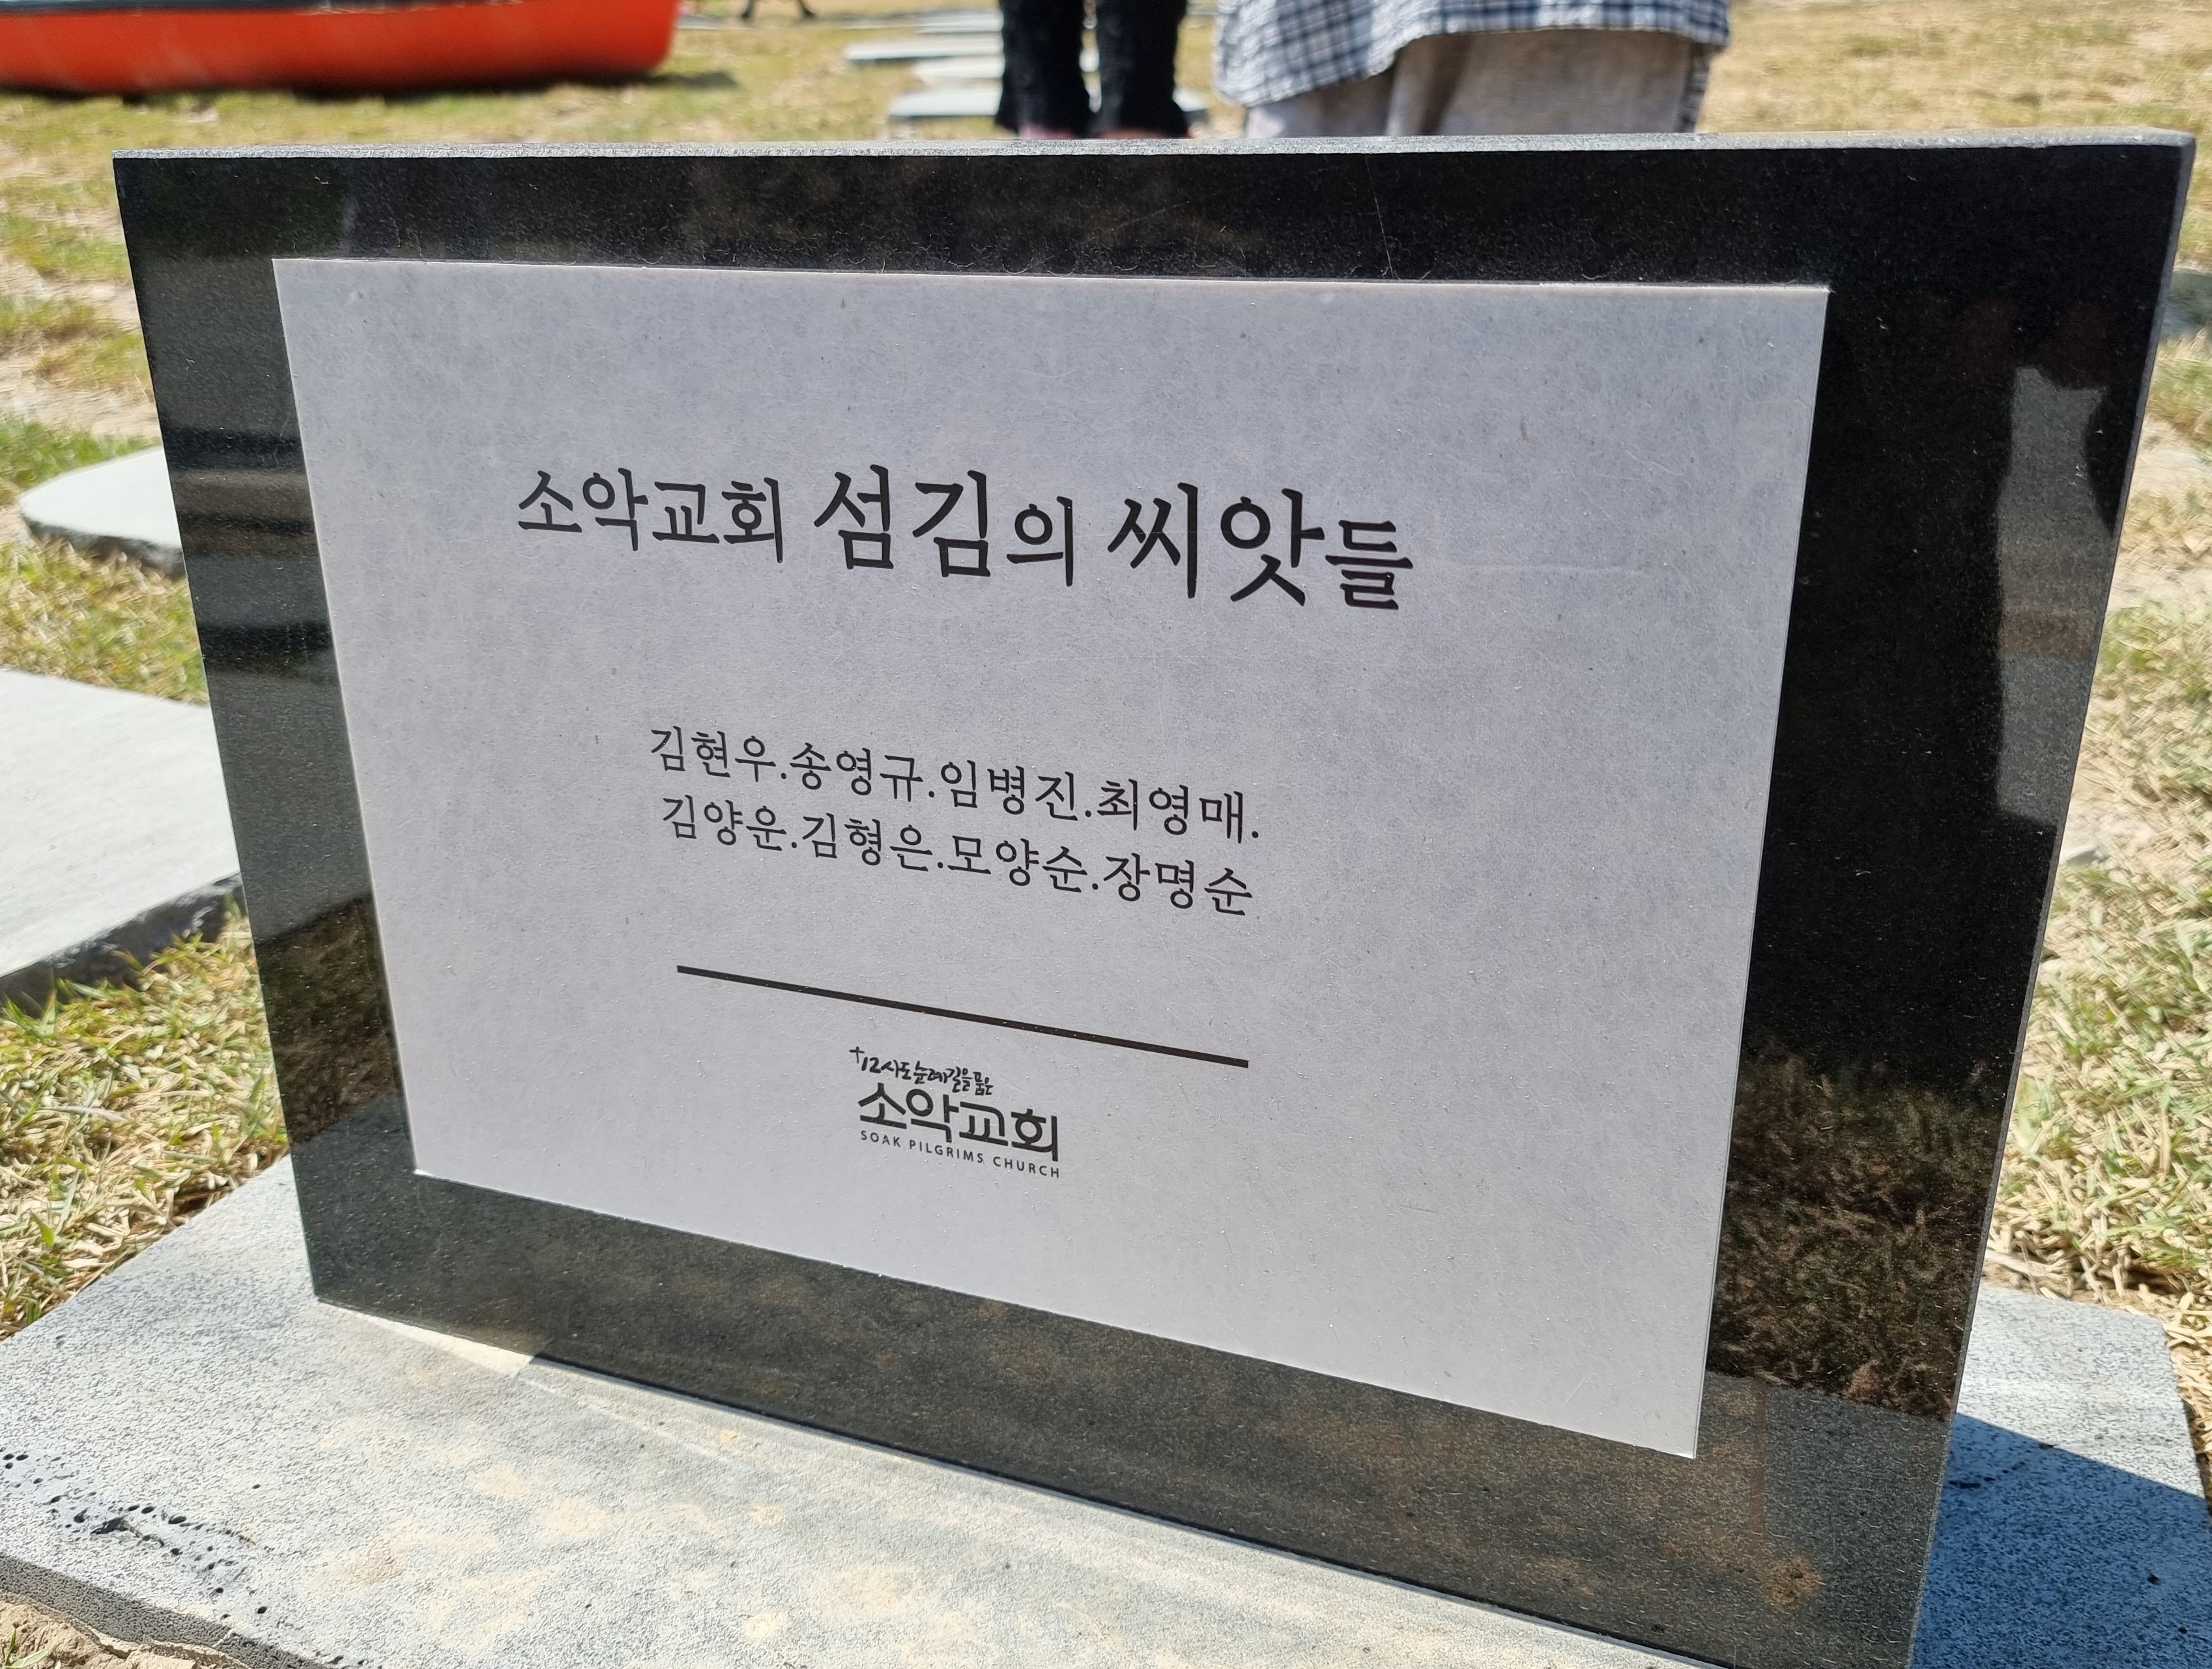 소악교회 섬김의 씨앗들
김현우.송영규.임병진.최영매.
김양운.김형은.모양순.장명순
12사도순례길을품은
소악교회
SOAK PILGRIMS CHURCH